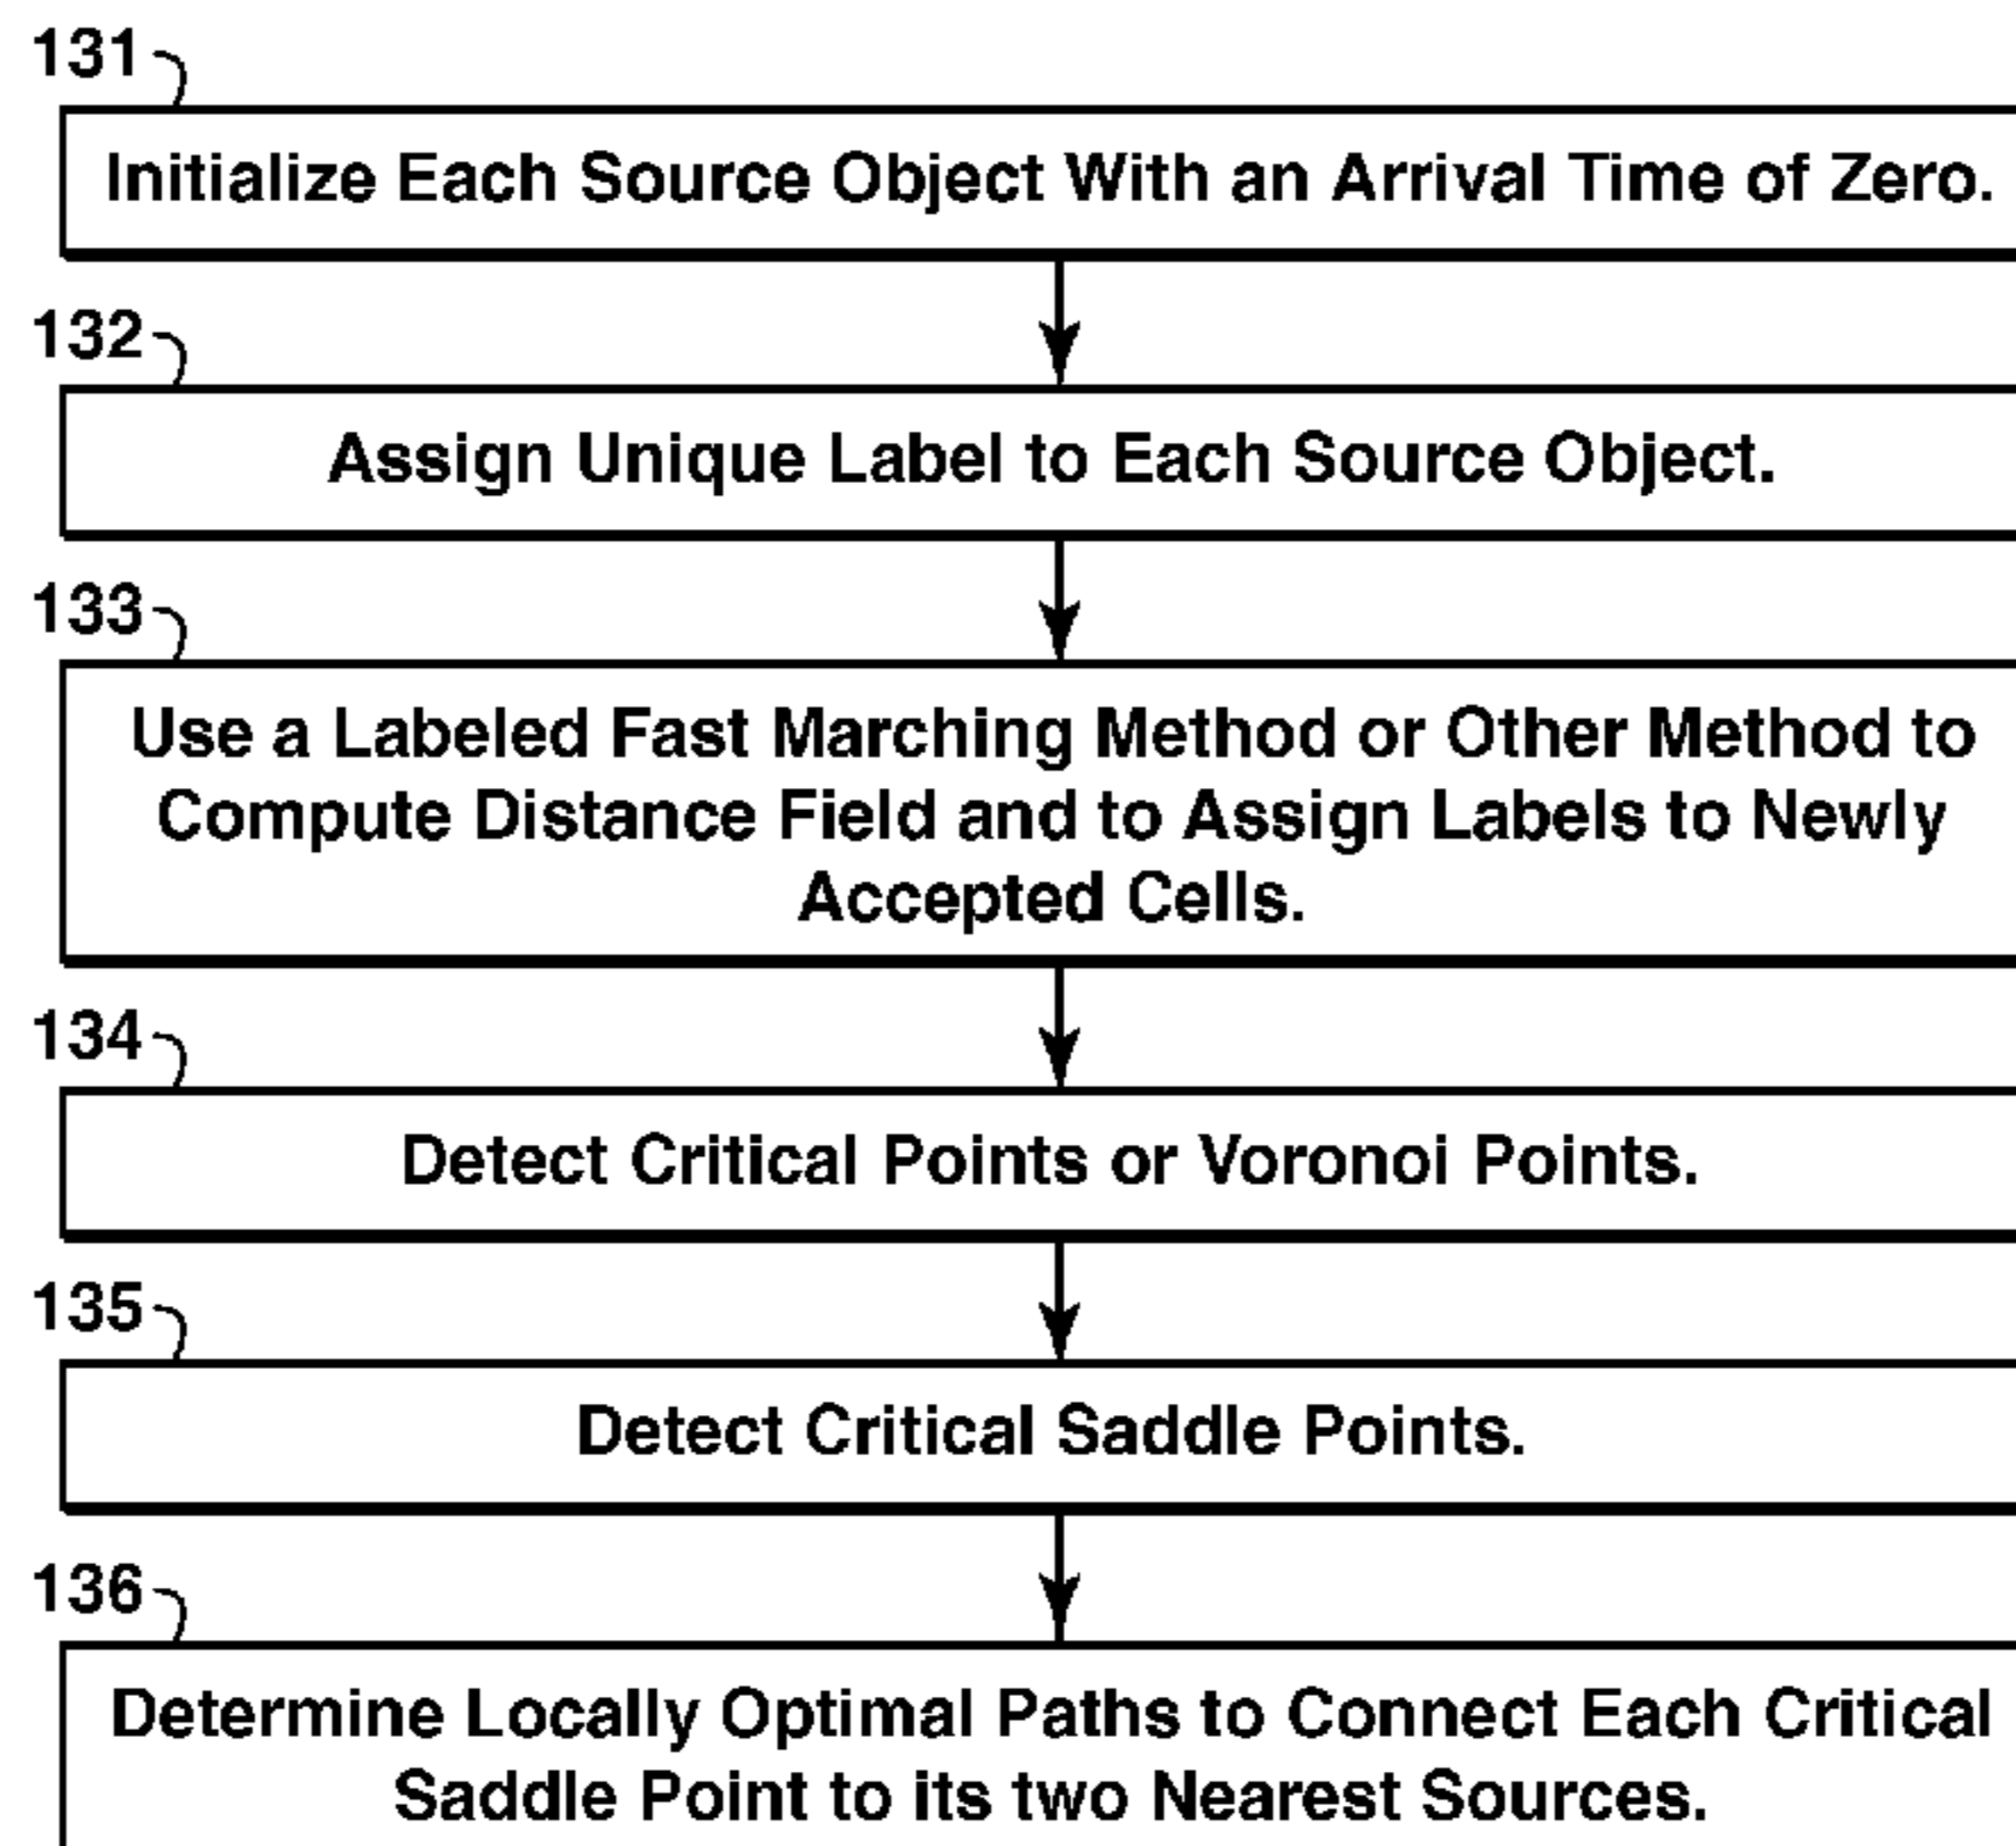 131
Initialize Each Source Object With an Arrival Time of Zero.
132
Assign Unique Label to Each Source Object.
133
Use a Labeled Fast Marching Method or Other Method to
Compute Distance Field and to Assign Labels to Newly
Accepted Cells.
134
Detect Critical Points or Voronoi Points.
135
Detect Critical Saddle Points.
136
Determine Locally Optimal Paths to Connect Each Critical
Saddle Point to its two Nearest Sources.